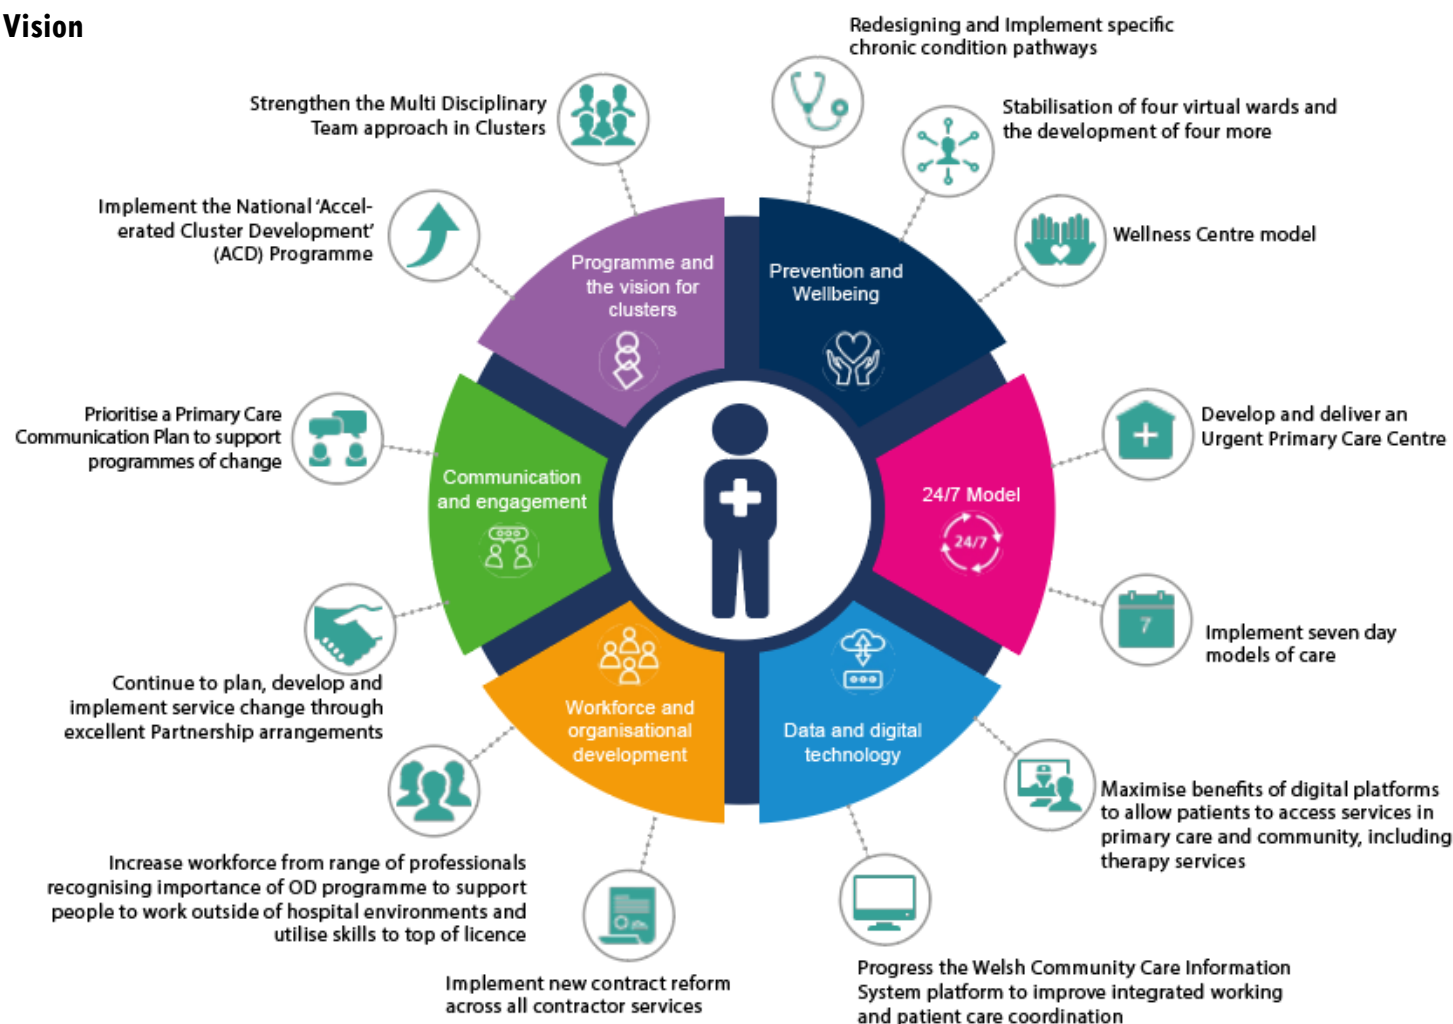 Vision
Redesigning and Implement specific
chronic condition pathways
Strengthen the Multi Disciplinary
Team approach in Clusters
Stabilisation of four virtual wards and
the development of four more
Implement the National ‘Accel-
erated Cluster Development’
(ACD) Programme
Wellness Centre model
Programme and
the vision for
clusters
Prevention and
Wellbeing
Prioritise a Primary Care
Communication Plan to support
programmes of change
Develop and deliver an
Urgent Primary Care Centre
Communication
and engagement
24/7 Model
24/7
7
Implement seven day
models of care
Continue to plan, develop and
implement service change through
excellent Partnership arrangements
Workforce and
organisational
development
Data and digital
technology
Maximise benefits of digital platforms
to allow patients to access services in
primary care and community, including
therapy services
Increase workforce from range of professionals
recognising importance of OD programme to support
people to work outside of hospital environments and
utilise skills to top of licence
Implement new contract reform
across all contractor services
Progress the Welsh Community Care Information
System platform to improve integrated working
and patient care coordination